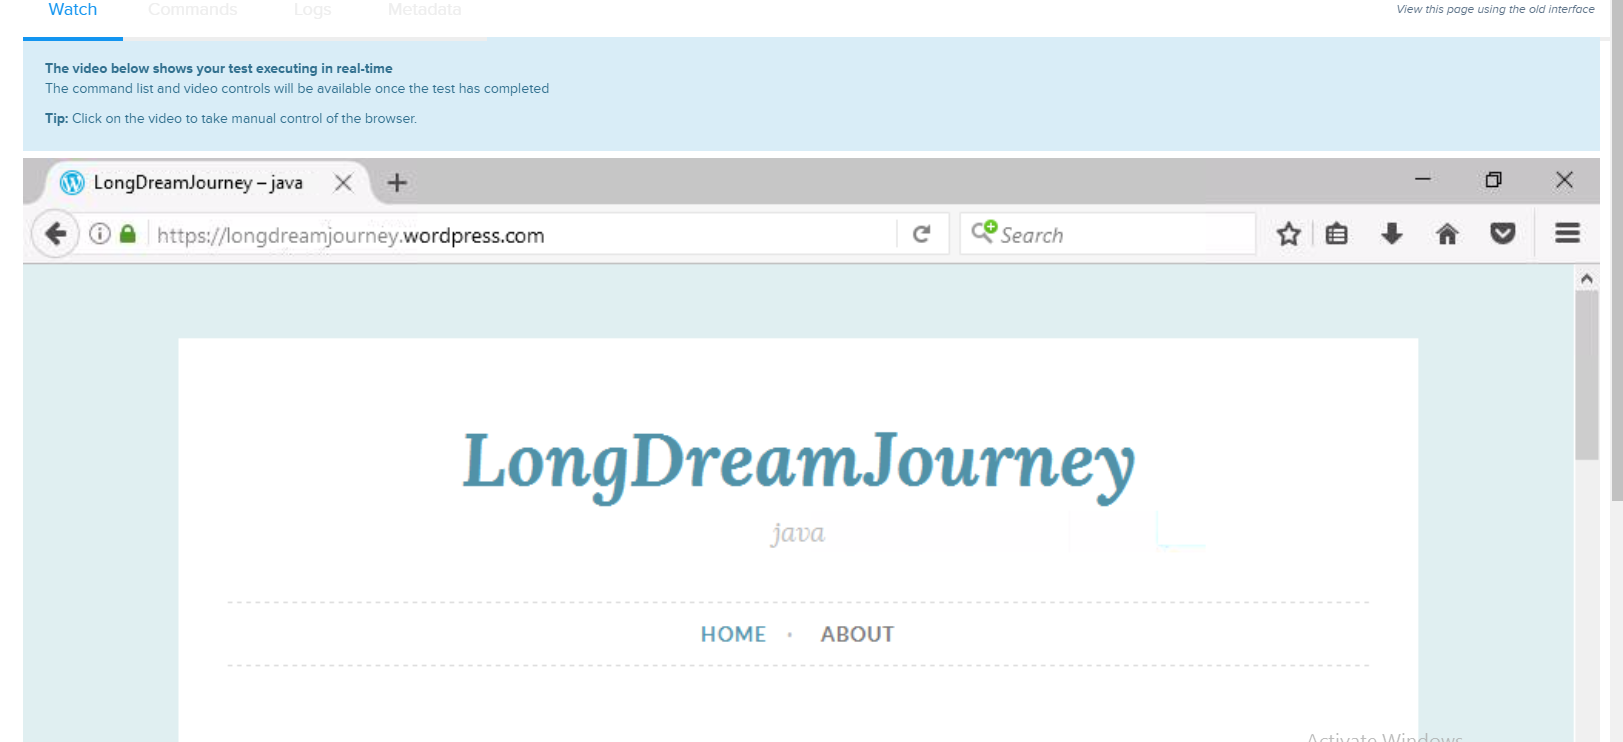 Watch Commands Logs Metadata View this page using the old interface
The video below shows your test executing in real-time
The command list and video controls will be available once the test has completed
Tip: Click on the video to take manual control of the browser.
LongDreamJourney – java
https://longdreamjourney.wordpress.com Search
LongDreamJourney
java
HOME ABOUT
Activate Windows